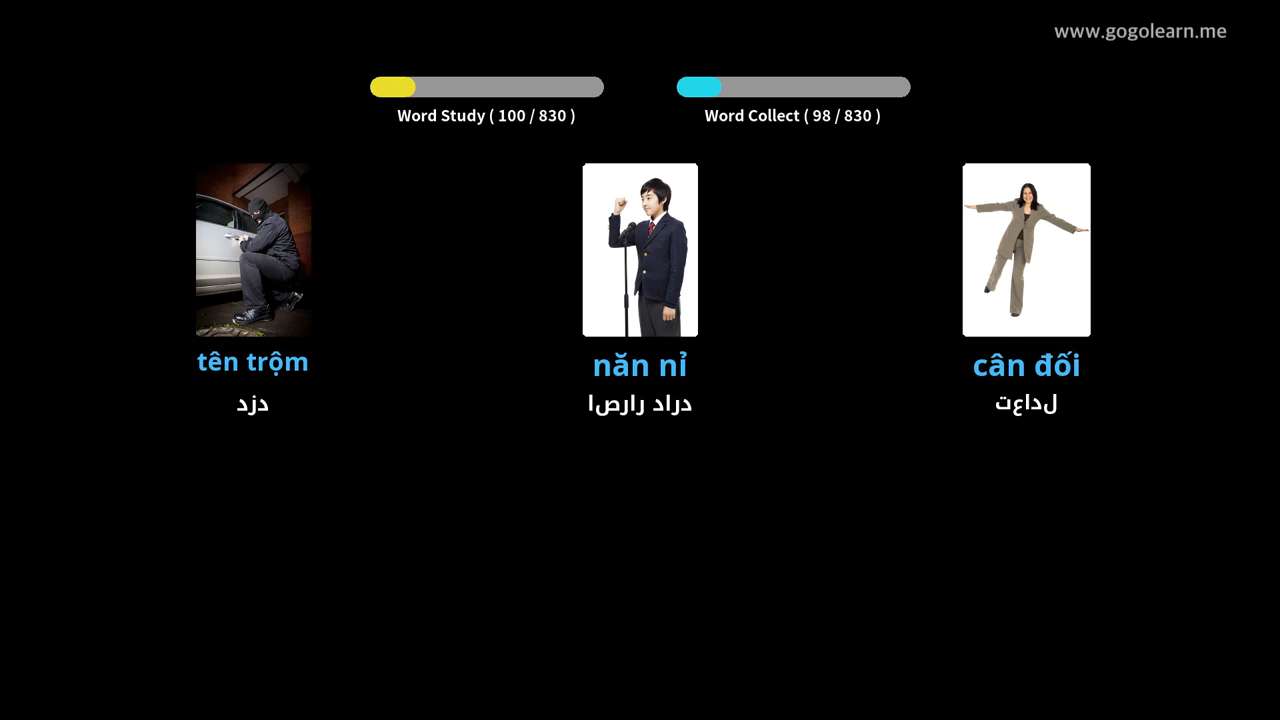 www.gogolearn.me
Word Study ( 100 / 830 )
Word Collect ( 98 / 830 )
tên trộm
دزد
năn nỉ
اصرار دارد
cân đối
تعادل